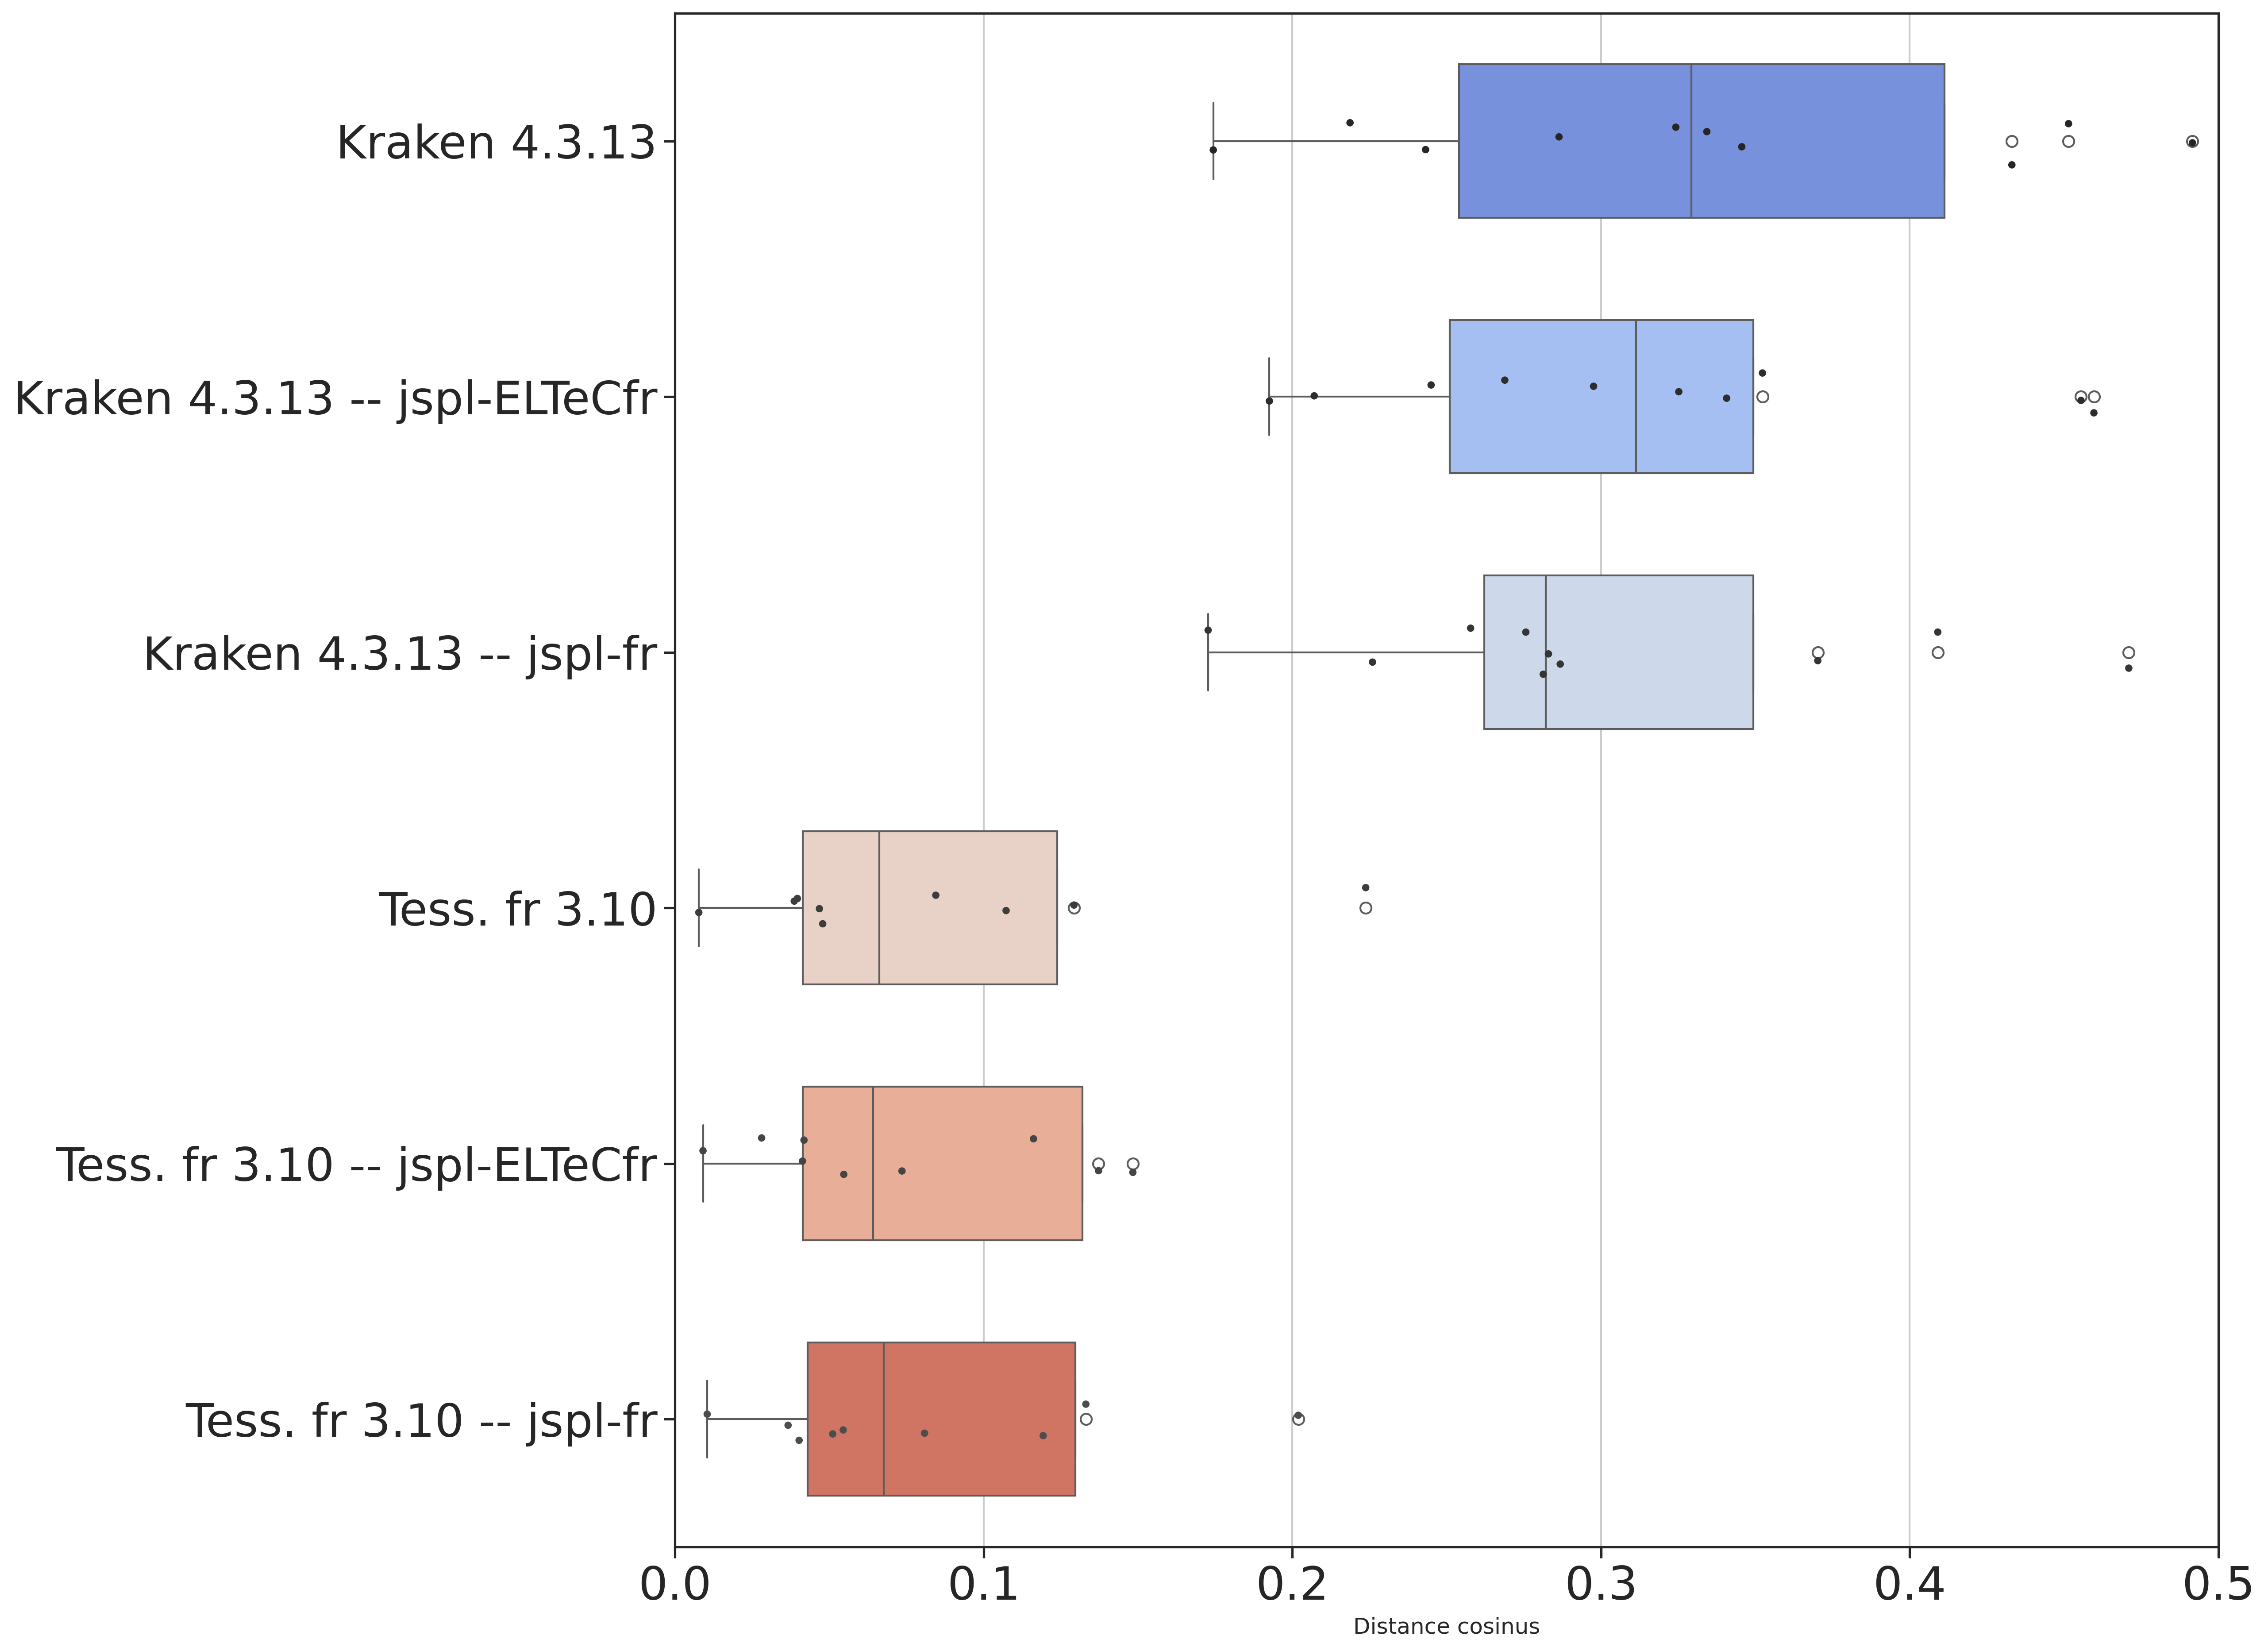 Kraken 4.3.13
Kraken 4.3.13 -- jspl-ELTeCfr
Kraken 4.3.13 -- jspl-fr
Tess. fr 3.10
Tess. fr 3.10 -- jspl-ELTeCfr
Tess. fr 3.10 -- jspl-fr
0.0 0.1 0.2 0.3 0.4 0.5
Distance cosinus